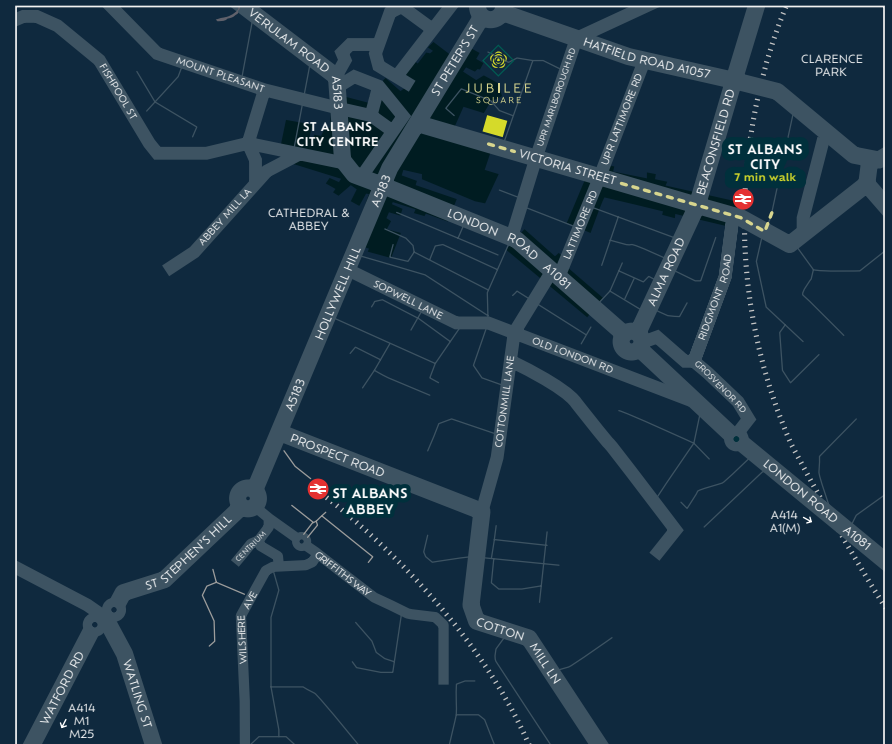 VERULAM ROAD
A5183
ST PETER'S ST
HATFIELD ROAD A1057
CLARENCE
PARK
FISHPOOL ST
MOUNT PLEASANT
JUBILEE
SQUARE
UPR MARLBOROUGH RD
UPR LATTIMORE RD
BEACONSFIELD RD
ST ALBANS
CITY CENTRE
VICTORIA STREET
ST ALBANS
CITY
7 min walk
ABBEY MILL LA
CATHEDRAL &
ABBEY
A5183
LONDON ROAD A1081
LATTIMORE RD
ALMA ROAD
RIDGMONT ROAD
HOLLYWELL HILL
SOPWELL LANE
OLD LONDON RD
GROSVENOR RD
COTTONMILL LANE
A5183
PROSPECT ROAD
ST ALBANS
ABBEY
LONDON ROAD A1081
A414
A1(M)
ST STEPHEN'S HILL
CENTRIUM
GRIFFITHS WAY
WILSHERE AVE
COTTON MILL LN
WATFORD RD
WATLING ST
A414
M1
M25